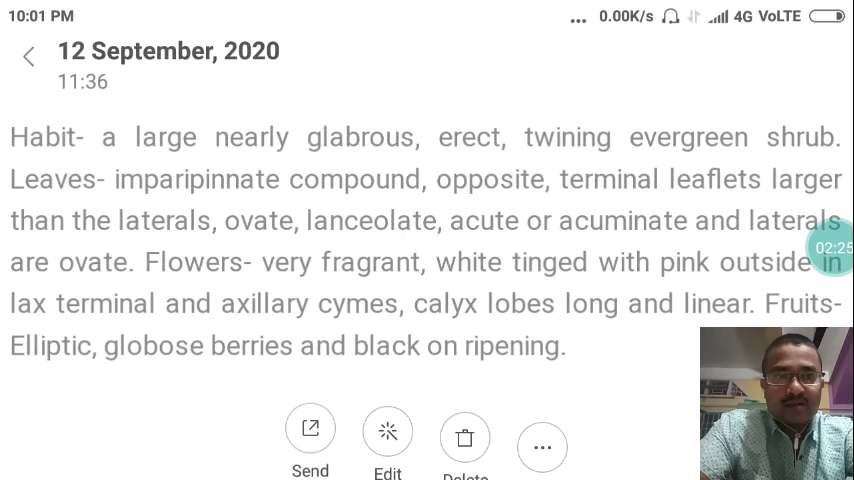 10:01 PM ... 0.00K/s 4G VoLTE
12 September, 2020
11:36
Habit- a large nearly glabrous, erect, twining evergreen shrub.
Leaves- imparipinnate compound, opposite, terminal leaflets larger
than the laterals, ovate, lanceolate, acute or acuminate and laterals
are ovate. Flowers- very fragrant, white tinged with pink outside in
lax terminal and axillary cymes, calyx lobes long and linear. Fruits-
Elliptic, globose berries and black on ripening.
02:25
Send Edit Delete